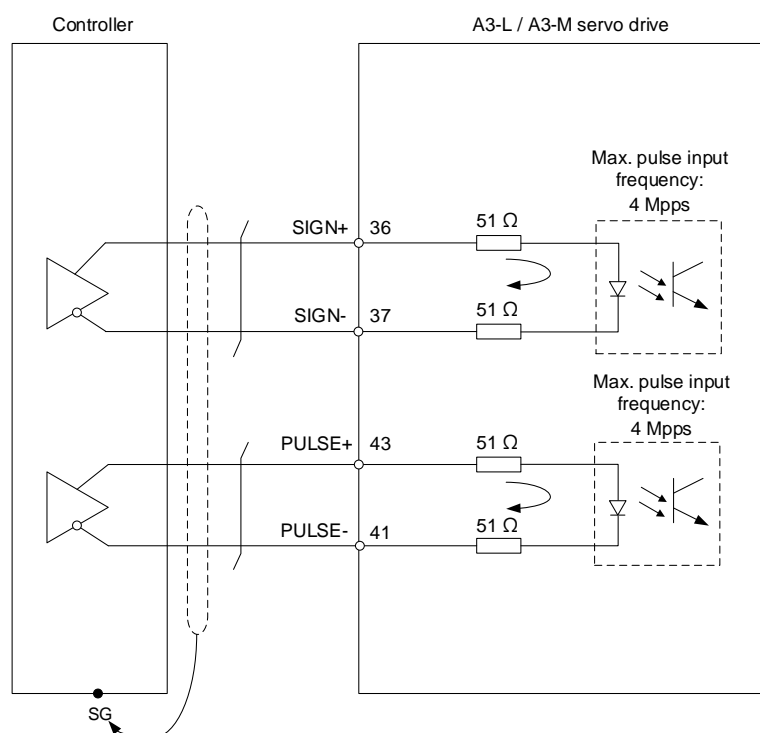 Controller
A3-L / A3-M servo drive
Max. pulse input
frequency:
4 Mpps
SIGN+
36
51 Ω
SIGN-
37
51 Ω
Max. pulse input
frequency:
4 Mpps
PULSE+
43
51 Ω
PULSE-
41
51 Ω
SG